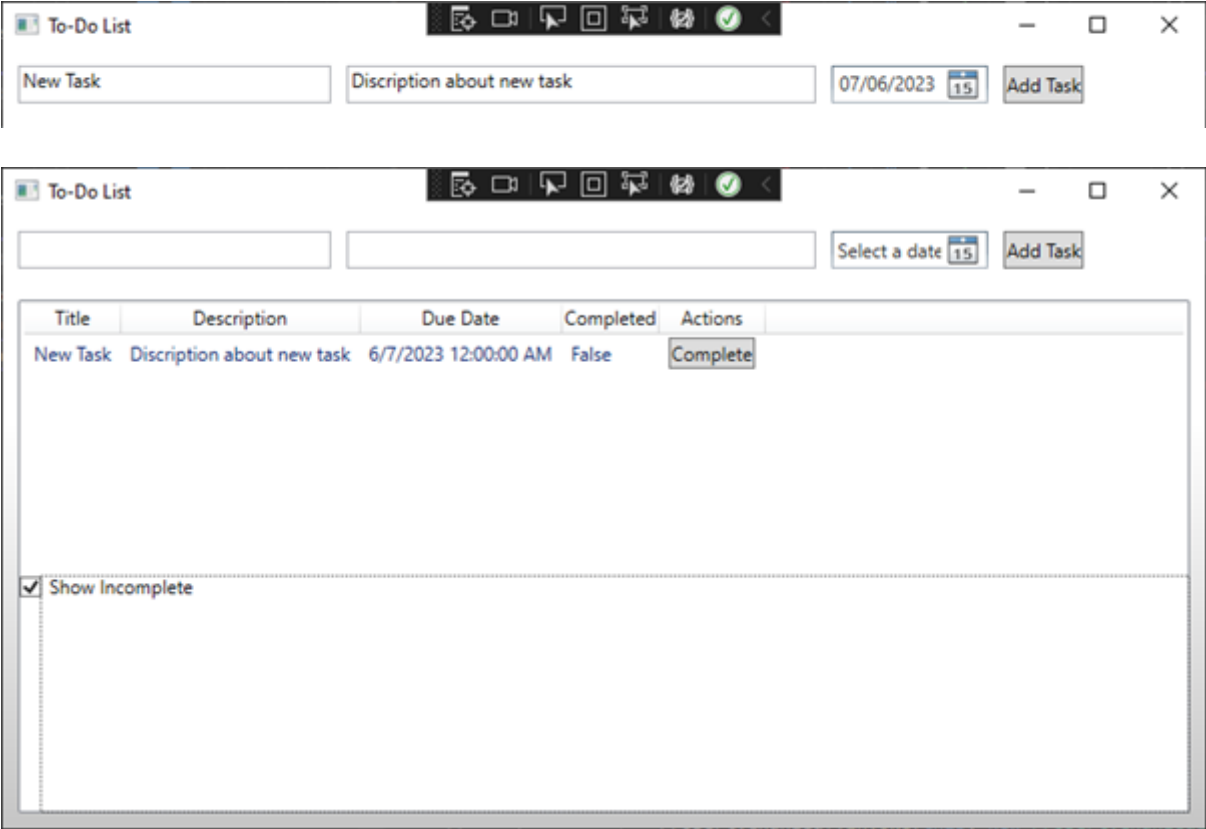 To-Do List
New Task Discription about new task 07/06/2023 15 Add Task
To-Do List
Select a date 15 Add Task
Title Description Due Date Completed Actions
New Task Discription about new task 6/7/2023 12:00:00 AM False Complete
Show Incomplete